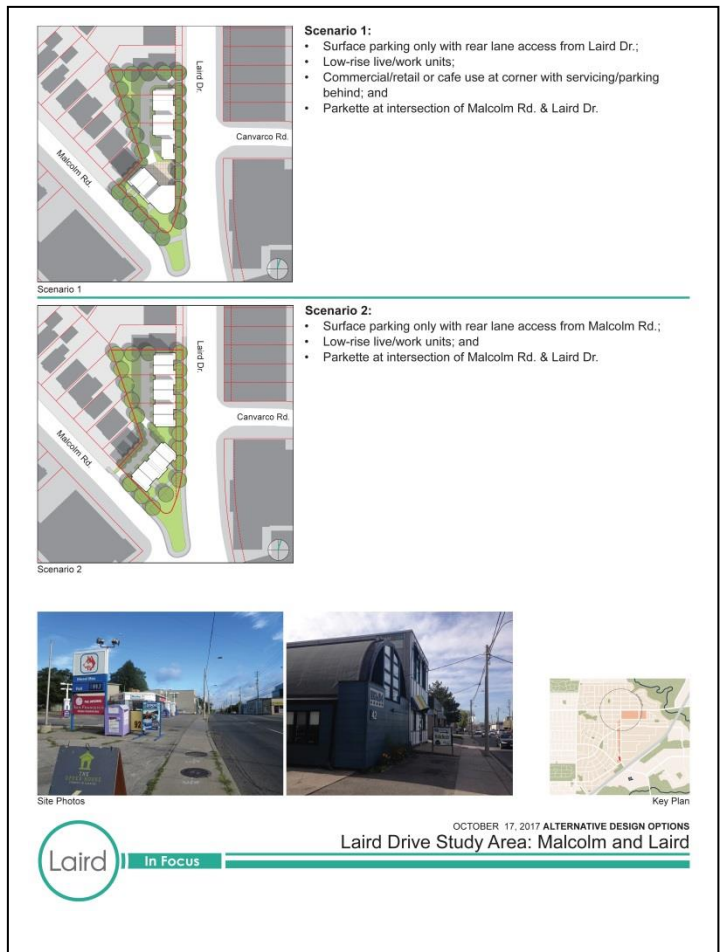 Scenario 1:
• Surface parking only with rear lane access from Laird Dr.;
• Low-rise live/work units;
• Commercial/retail or cafe use at corner with servicing/parking
behind; and
• Parkette at intersection of Malcolm Rd. & Laird Dr.
Laird Dr.
Canvarco Rd.
Malcolm Rd.
Scenario 1
Scenario 2:
• Surface parking only with rear lane access from Malcolm Rd.;
• Low-rise live/work units; and
• Parkette at intersection of Malcolm Rd. & Laird Dr.
Laird Dr.
Canvarco Rd.
Malcolm Rd.
Scenario 2
THE
42
Site Photos
Key Plan
OCTOBER 17, 2017 ALTERNATIVE DESIGN OPTIONS
Laird Drive Study Area: Malcolm and Laird
Laird
In Focus